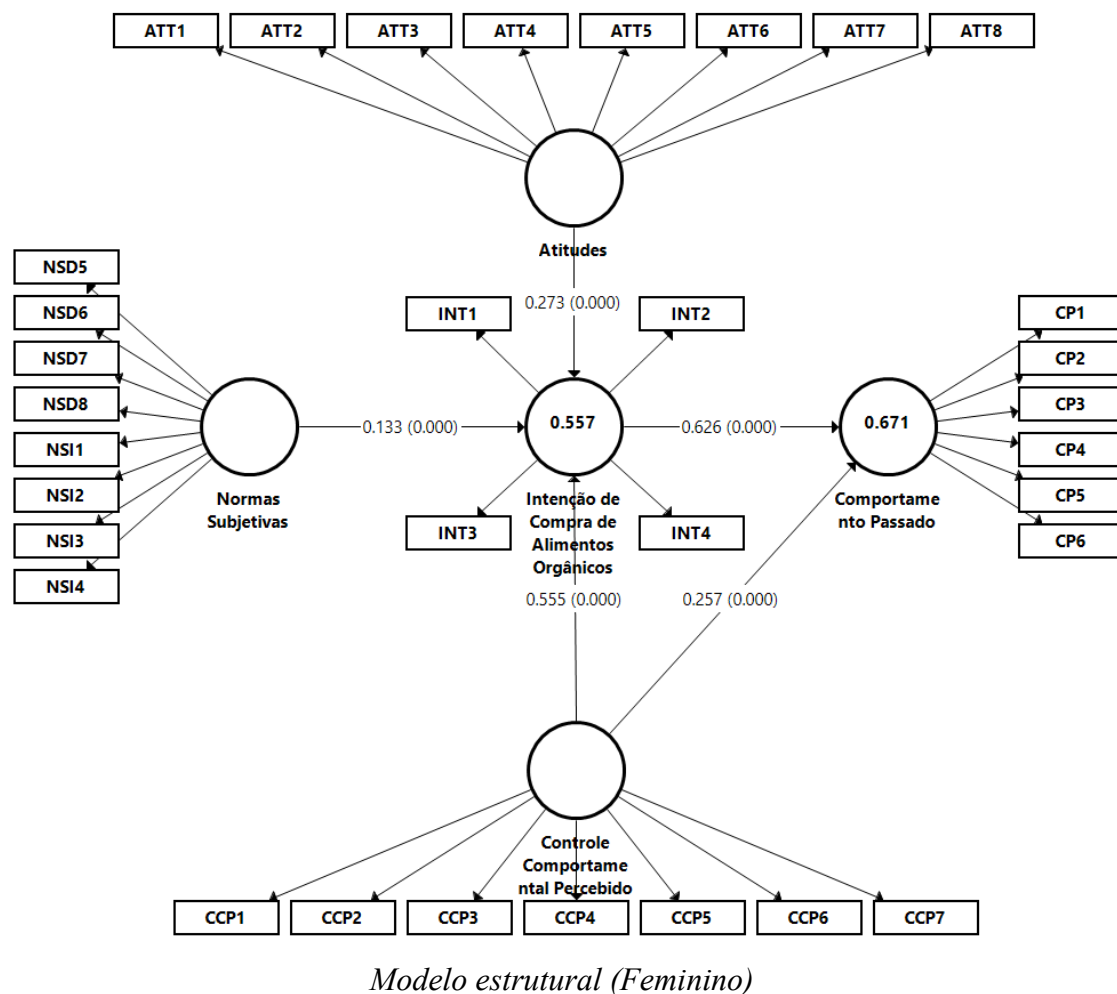 ATT1
ATT2
ATT3
ATT4
ATT5
ATT6
ATT7
ATT8
Atitudes
0.273 (0.000)
NSD5
NSD6
NSD7
NSD8
NSI1
NSI2
NSI3
NSI4
Normas
Subjetivas
0.133 (0.000)
INT1
INT2
0.557
INT3
INT4
Intenção de
Compra de
Alimentos
Orgânicos
0.626 (0.000)
0.671
Comportame
nto Passado
CP1
CP2
CP3
CP4
CP5
CP6
0.555 (0.000)
0.257 (0.000)
Controle
Comportame
ntal Percebido
CCP1
CCP2
CCP3
CCP4
CCP5
CCP6
CCP7
Modelo estrutural (Feminino)